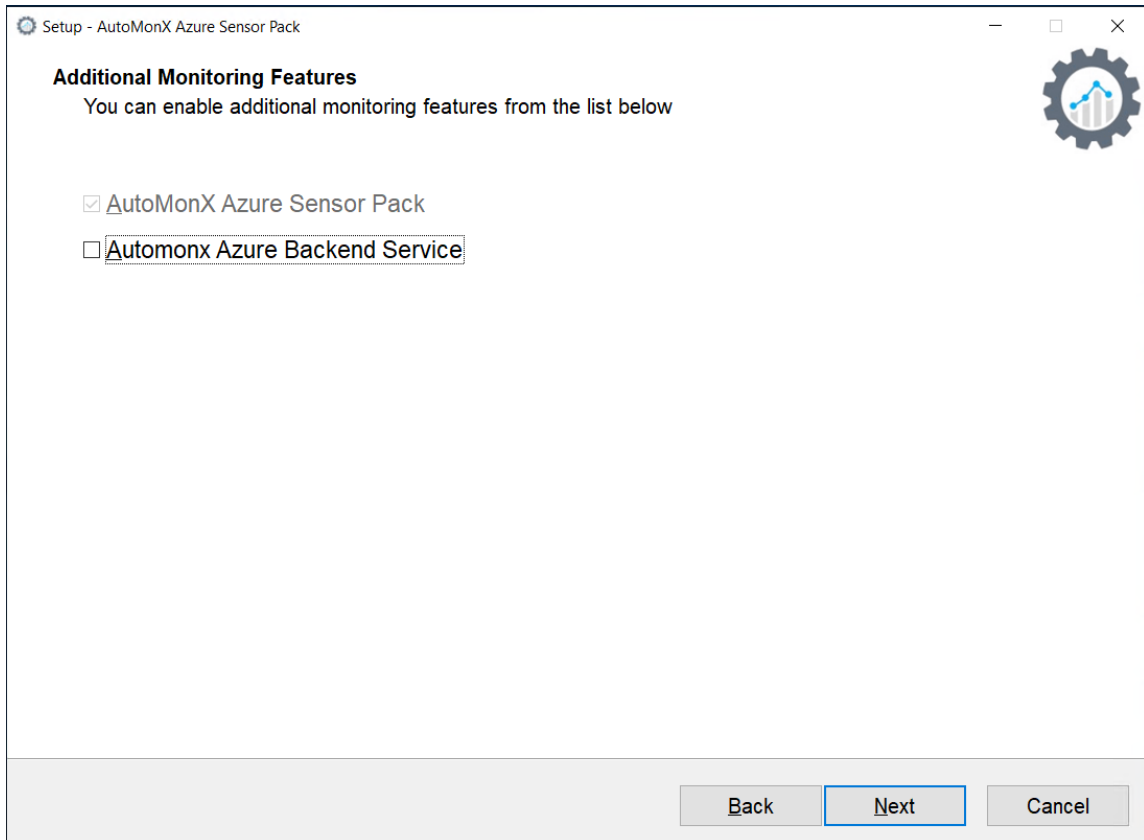 Setup - AutoMonX Azure Sensor Pack
Additional Monitoring Features
You can enable additional monitoring features from the list below
AutoMonX Azure Sensor Pack
Automonx Azure Backend Service
Back
Next
Cancel